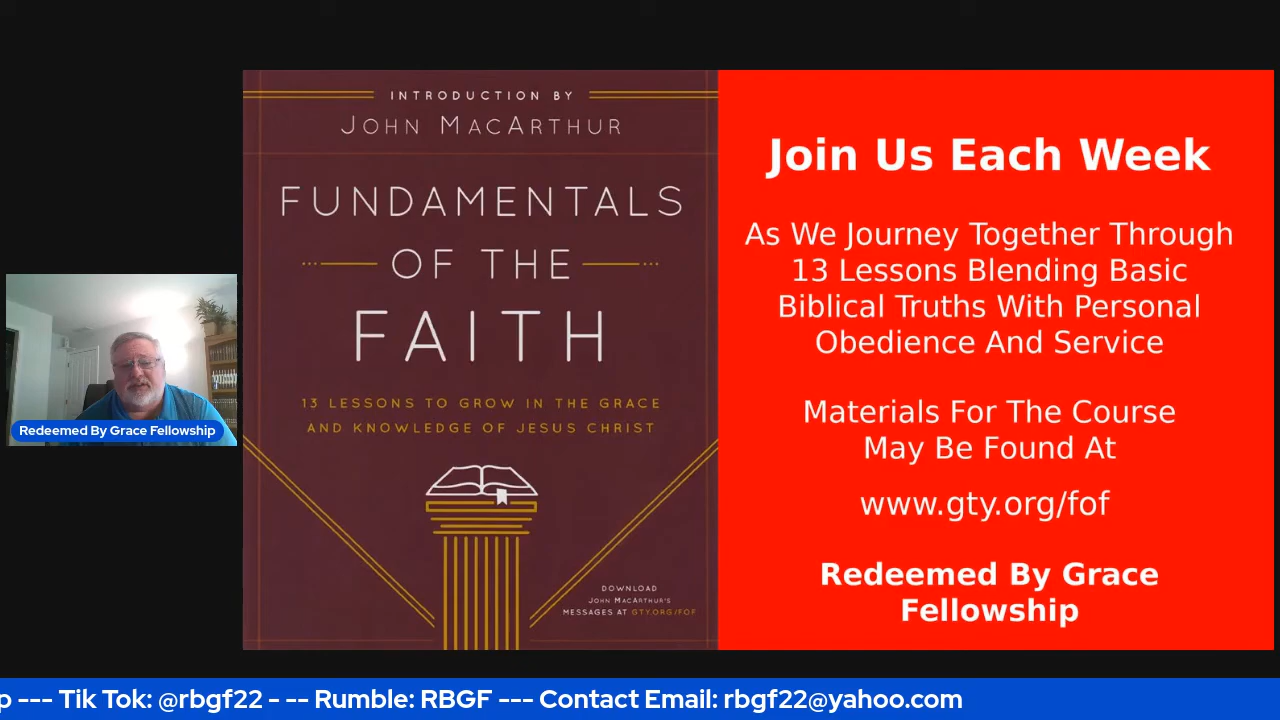 INTRODUCTION BY
JOHN MACARTHUR
FUNDAMENTALS
OF THE
FAITH
13 LESSONS TO GROW IN THE GRACE
AND KNOWLEDGE OF JESUS CHRIST
DOWNLOAD
JOHN MACARTHUR'S
MESSAGES AT GTY.ORG/FOF
Join Us Each Week
As We Journey Together Through
13 Lessons Blending Basic
Biblical Truths With Personal
Obedience And Service
Materials For The Course
May Be Found At
www.gty.org/fof
Redeemed By Grace
Fellowship
Redeemed By Grace Fellowship
p --- Tik Tok: @rbgf22 - -- Rumble: RBGF --- Contact Email: rbgf22@yahoo.com